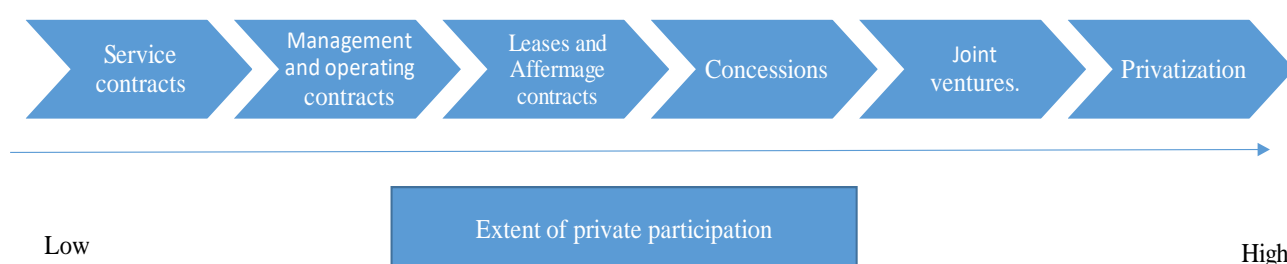 Service
contracts
Management
and operating
contracts
Leases and
Affermage
contracts
Concessions
Joint
ventures.
Privatization
Extent of private participation
Low
High